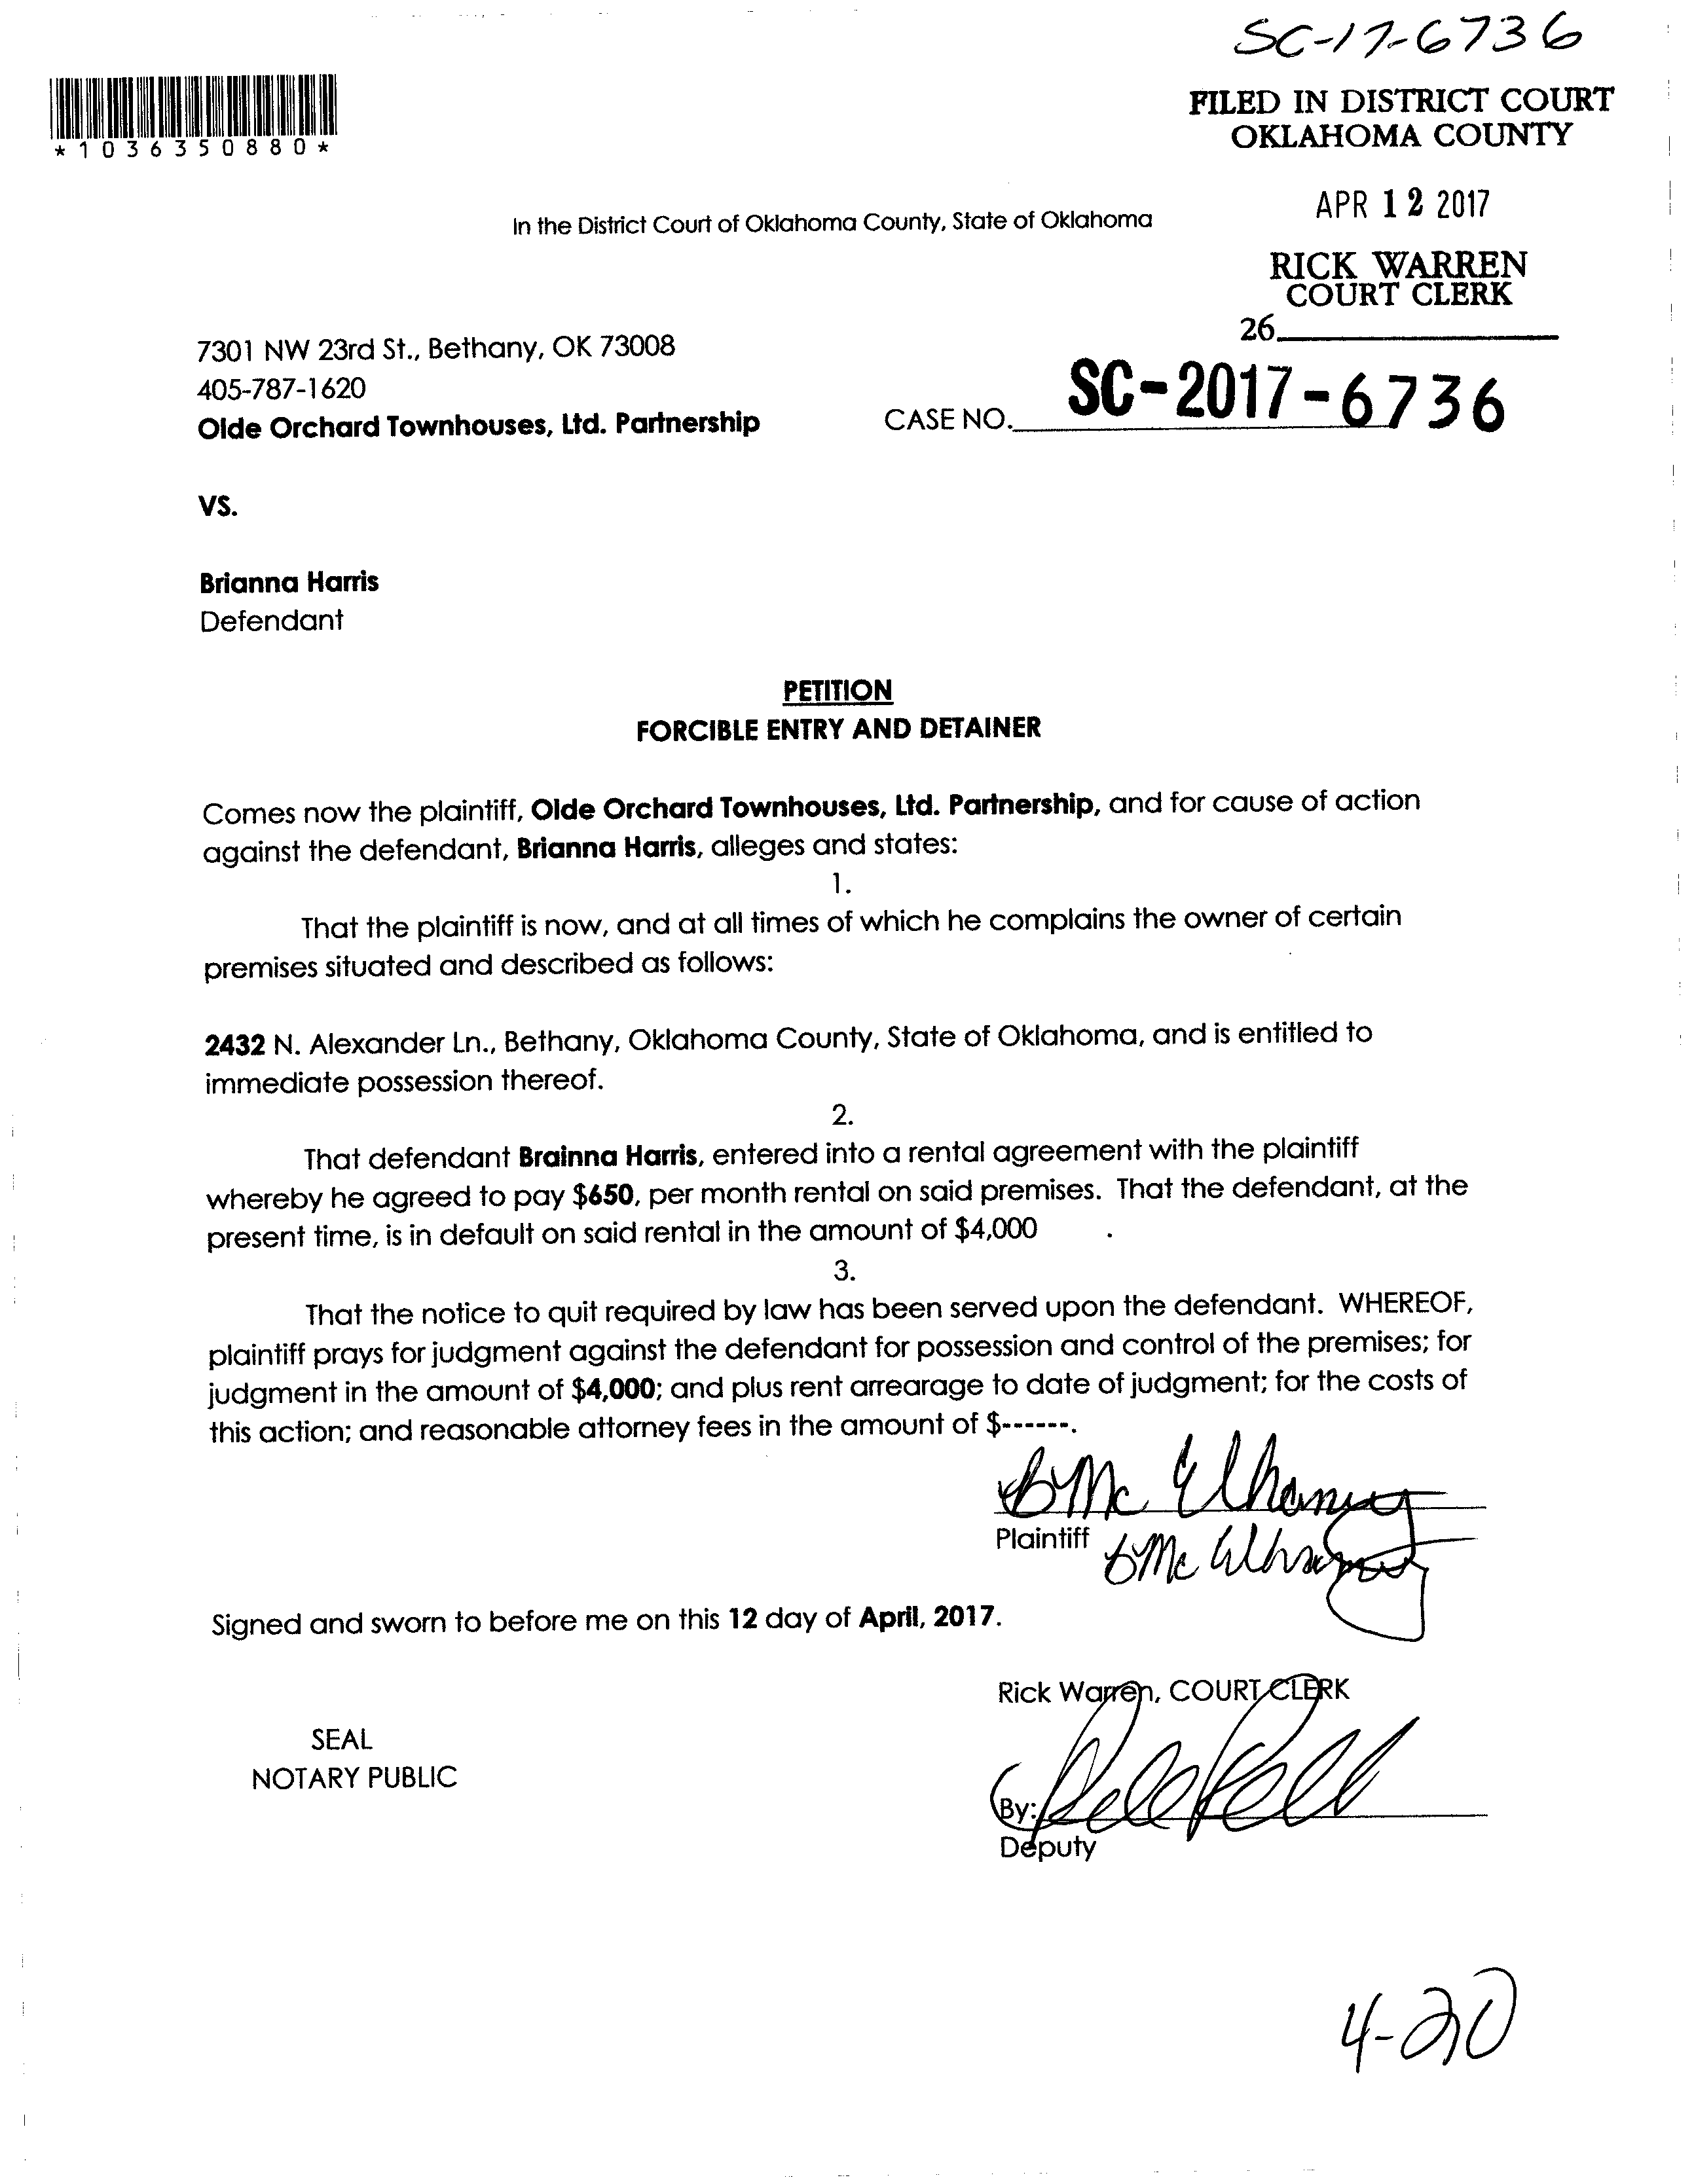 SC-17-6736
FILED IN DISTRICT COURT
OKLAHOMA COUNTY
*1036350880*
APR 12 2017
In the District Court of Oklahoma County, State of Oklahoma
RICK WARREN
COURT CLERK
26
7301 NW 23rd St., Bethany, OK 73008
405-787-1620
Olde Orchard Townhouses, Ltd. Partnership
CASE NO. SC-2017-6736
VS.
Brianna Harris
Defendant
PETITION
FORCIBLE ENTRY AND DETAINER
Comes now the plaintiff, Olde Orchard Townhouses, Ltd. Partnership, and for cause of action
against the defendant, Brianna Harris, alleges and states:
1.
That the plaintiff is now, and at all times of which he complains the owner of certain
premises situated and described as follows:
2432 N. Alexander Ln., Bethany, Oklahoma County, State of Oklahoma, and is entitled to
immediate possession thereof.
2.
That defendant Brainna Harris, entered into a rental agreement with the plaintiff
whereby he agreed to pay $650, per month rental on said premises. That the defendant, at the
present time, is in default on said rental in the amount of $4,000 .
3.
That the notice to quit required by law has been served upon the defendant. WHEREOF,
plaintiff prays for judgment against the defendant for possession and control of the premises; for
judgment in the amount of $4,000; and plus rent arrearage to date of judgment; for the costs of
this action; and reasonable attorney fees in the amount of $------.
Plaintiff
Signed and sworn to before me on this 12 day of April, 2017.
Rick Warren, COURT CLERK
SEAL
NOTARY PUBLIC
By:
Deputy
4-20